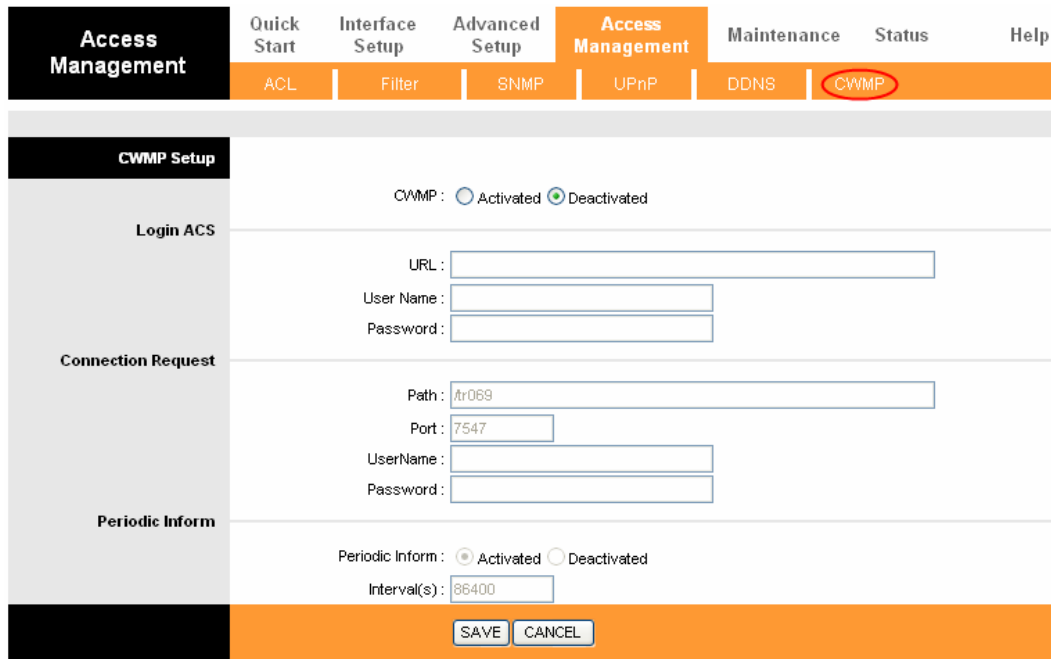 Access Management
Quick Start
Interface Setup
Advanced Setup
Access Management
Maintenance
Status
Help
ACL
Filter
SNMP
UPnP
DDNS
CWMP
CWMP Setup
CWMP : Activated Deactivated
Login ACS
URL :
User Name :
Password :
Connection Request
Path : /tr069
Port : 7547
UserName :
Password :
Periodic Inform
Periodic Inform : Activated Deactivated
Interval(s) : 86400
SAVE CANCEL